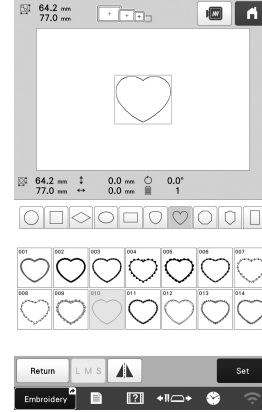 64.2 mm
77.0 mm
64.2 mm 0.0 mm 0.0°
77.0 mm 0.0 mm 1
001 002 003 004 005 006 007
008 009 010 011 012 013 014
Return L M S Set
Embroidery